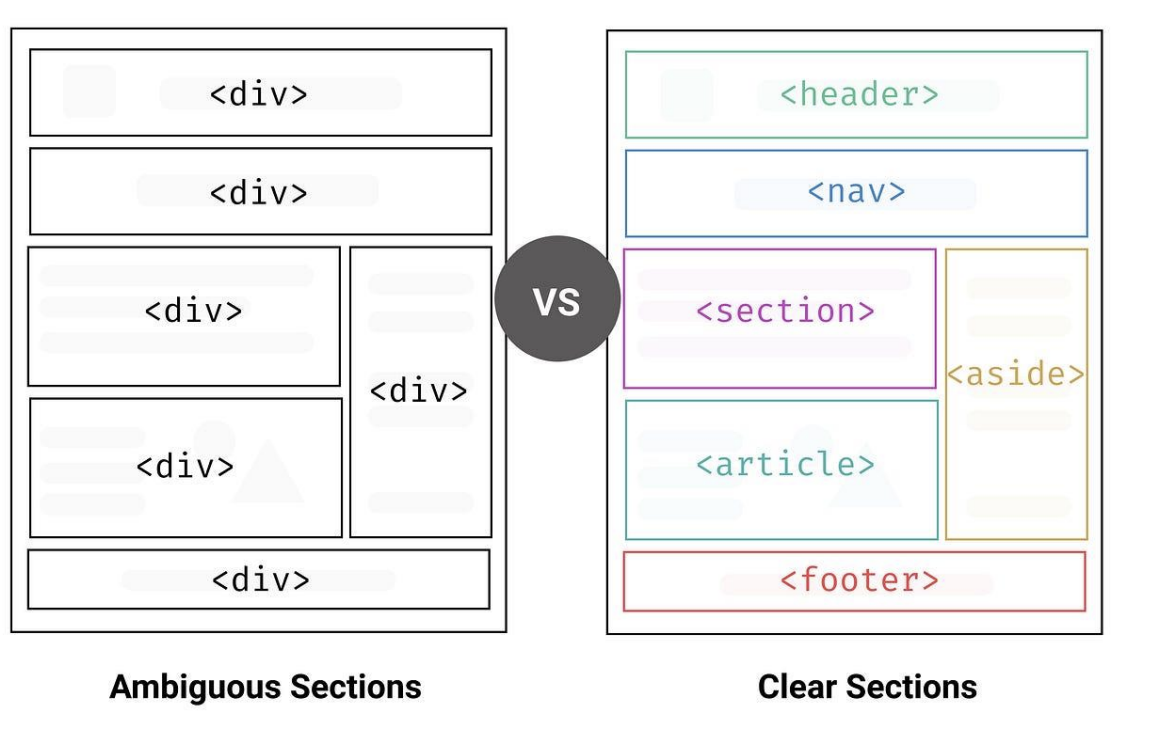 <div>
<div>
<div>
<div>
<div>
<div>
VS
<header>
<nav>
<section>
<aside>
<article>
<footer>
Ambiguous Sections
Clear Sections